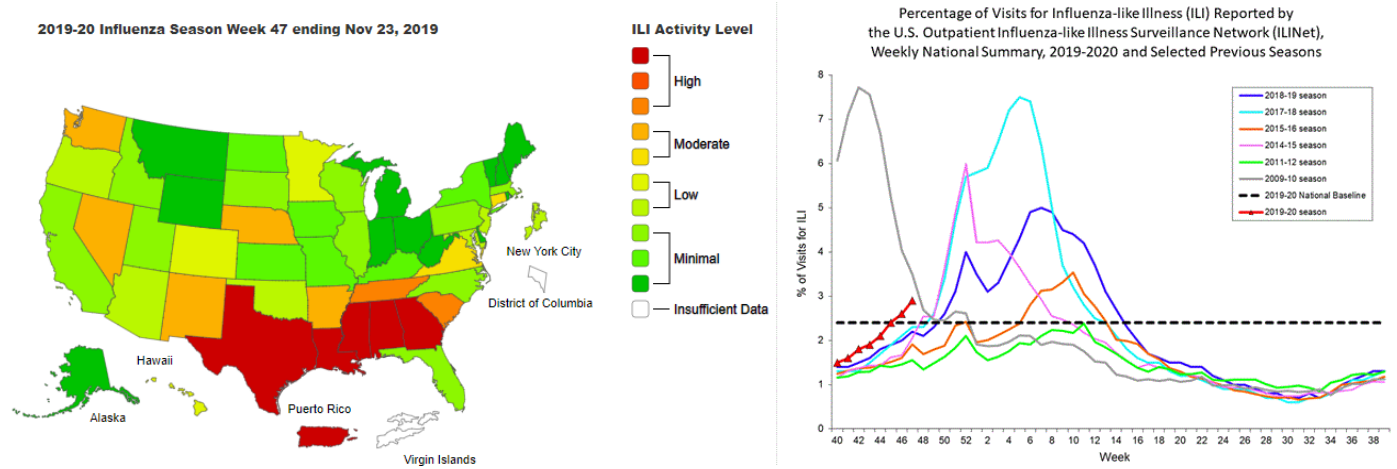 2019-20 Influenza Season Week 47 ending Nov 23, 2019
ILI Activity Level
High
Moderate
Low
Minimal
Insufficient Data
New York City
District of Columbia
Hawaii
Alaska
Puerto Rico
Virgin Islands
Percentage of Visits for Influenza-like Illness (ILI) Reported by
the U.S. Outpatient Influenza-like Illness Surveillance Network (ILINet),
Weekly National Summary, 2019-2020 and Selected Previous Seasons
8
7
6
5
4
3
2
1
0
% of Visits for ILI
2018-19 season
2017-18 season
2015-16 season
2014-15 season
2011-12 season
2009-10 season
2019-20 National Baseline
2019-20 season
40 42 44 46 48 50 52 2 4 6 8 10 12 14 16 18 20 22 24 26 28 30 32 34 36 38
Week